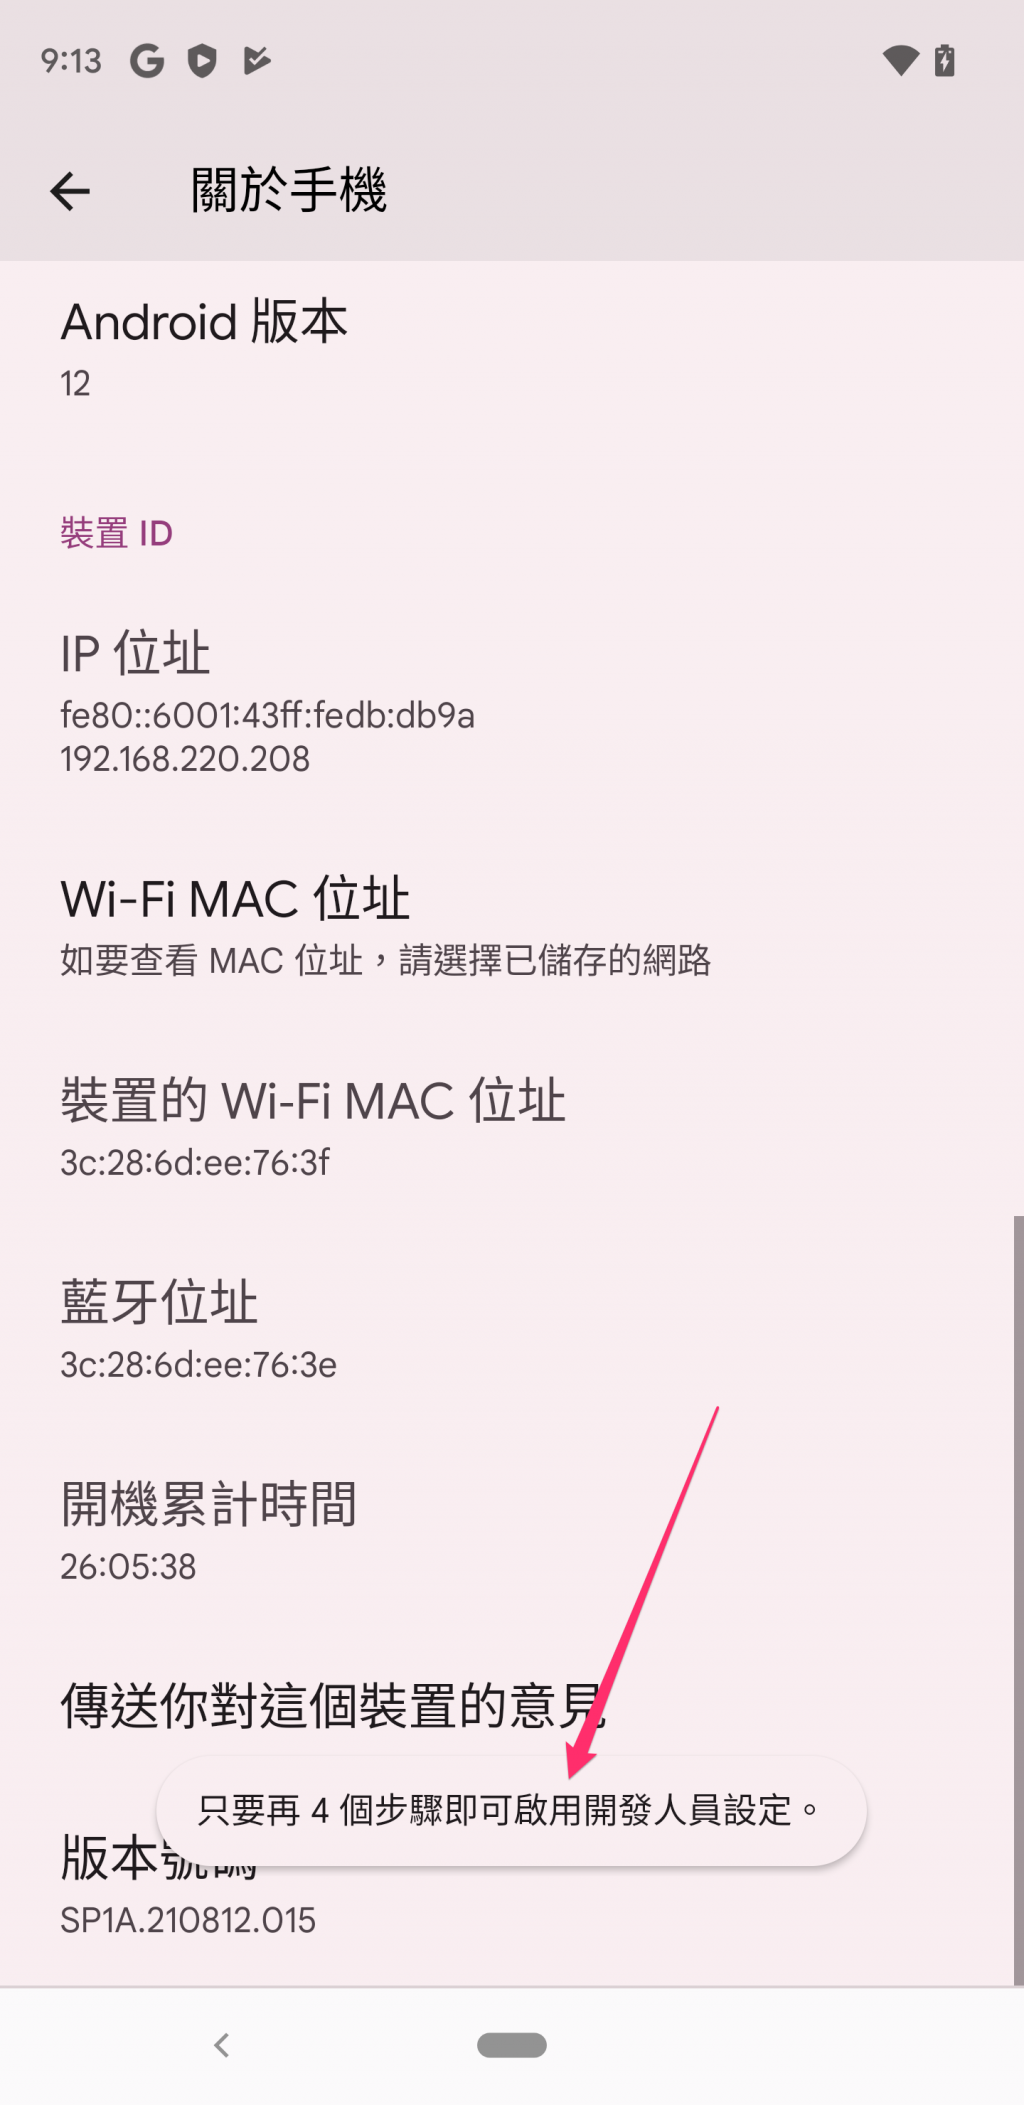 9:13
關於手機
Android 版本
12
裝置 ID
IP 位址
fe80::6001:43ff:fedb:db9a
192.168.220.208
Wi-Fi MAC 位址
如要查看 MAC 位址，請選擇已儲存的網路
裝置的 Wi-Fi MAC 位址
3c:28:6d:ee:76:3f
藍牙位址
3c:28:6d:ee:76:3e
開機累計時間
26:05:38
傳送你對這個裝置的意見
只要再 4 個步驟即可啟用開發人員設定。
版本號碼
SP1A.210812.015